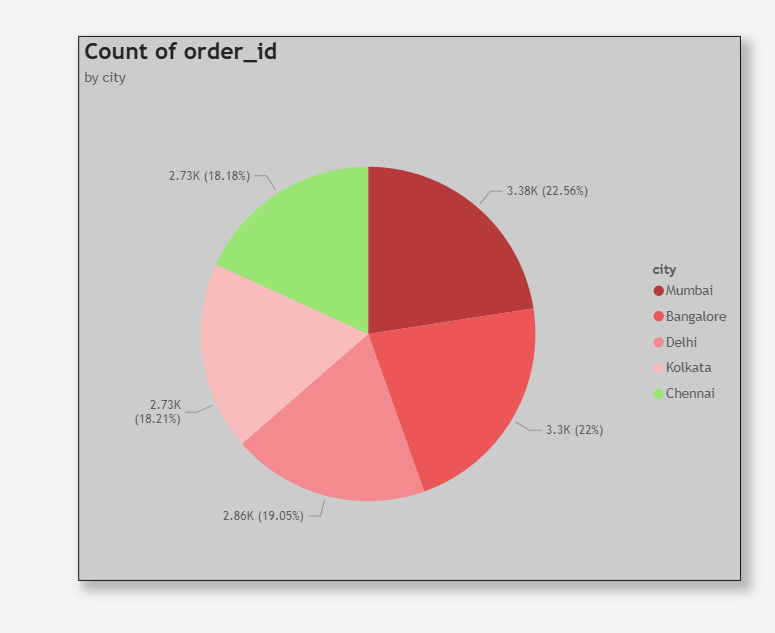 Count of order_id
by city
2.73K (18.18%)
3.38K (22.56%)
2.73K
(18.21%)
3.3K (22%)
2.86K (19.05%)
city
Mumbai
Bangalore
Delhi
Kolkata
Chennai